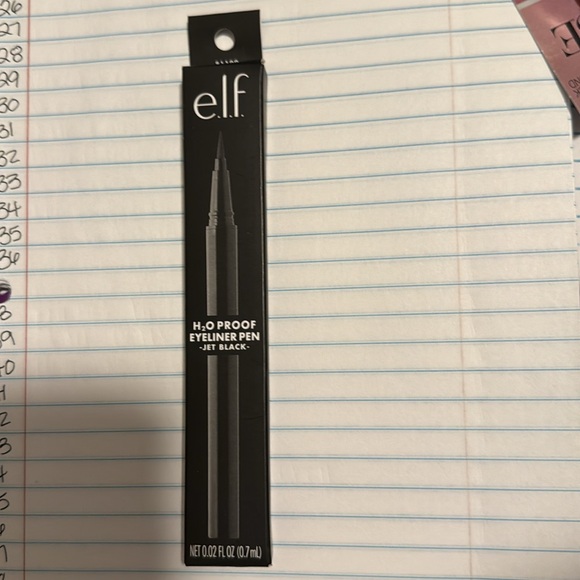 26
27
28
29
30
31
32
33
34
35
36
e.l.f.
H₂O PROOF
EYELINER PEN
-JET BLACK-
NET 0.02 FL OZ (0.7mL)